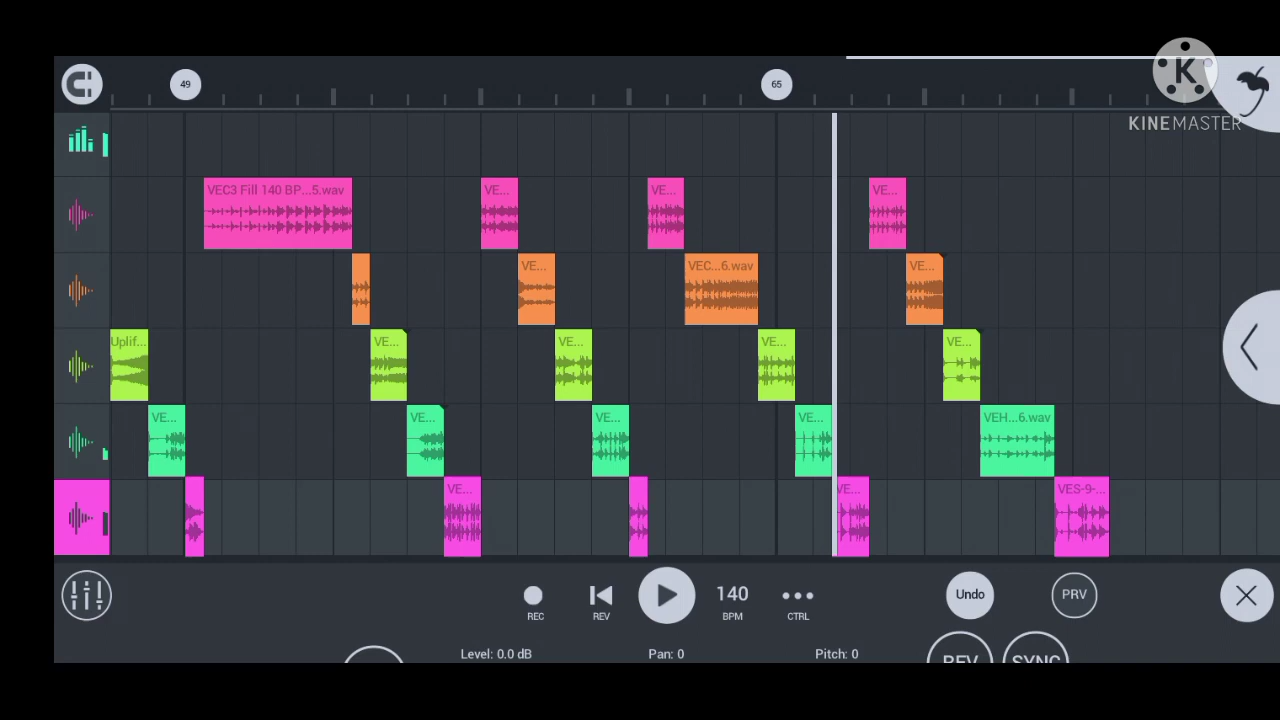 49
65
K
KINEMASTER
VEC3 Fill 140 BP...5.wav
VE...
VE...
VE...
VE...
VEC...6.wav
VE...
Uplif...
VE...
VE...
VE...
VE...
VE...
VE...
VE...
VE...
VEH...6.wav
VE...
VE...
VES-9-...
140
Undo
PRV
REC
REV
BPM
CTRL
Level: 0.0 dB
Pan: 0
Pitch: 0
REV
SYNC